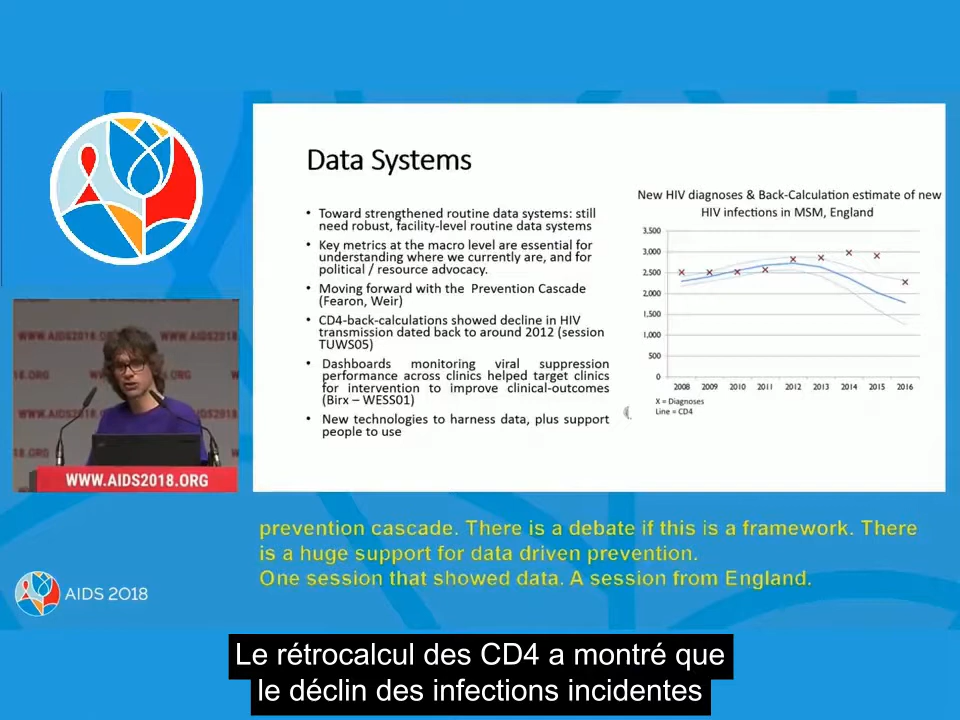 Data Systems
• Toward strengthened routine data systems: still
need robust, facility-level routine data systems
• Key metrics at the macro level are essential for
understanding where we currently are, and for
political / resource advocacy.
• Moving forward with the Prevention Cascade
(Fearon, Weir)
• CD4-back-calculations showed decline in HIV
transmission dated back to around 2012 (session
TUWS05)
• Dashboards monitoring viral suppression
performance across clinics helped target clinics
for intervention to improve clinical-outcomes
(Birx – WESS01)
• New technologies to harness data, plus support
people to use
New HIV diagnoses & Back-Calculation estimate of new
HIV infections in MSM, England
3,500
3,000
2,500
2,000
1,500
1,000
500
0
2008 2009 2010 2011 2012 2013 2014 2015 2016
X = Diagnoses
Line = CD4
WWW.AIDS2018.ORG
WWW.AIDS2018.ORG
prevention cascade. There is a debate if this is a framework. There
is a huge support for data driven prevention.
One session that showed data. A session from England.
AIDS 2018
Le rétrocalcul des CD4 a montré que
le déclin des infections incidentes